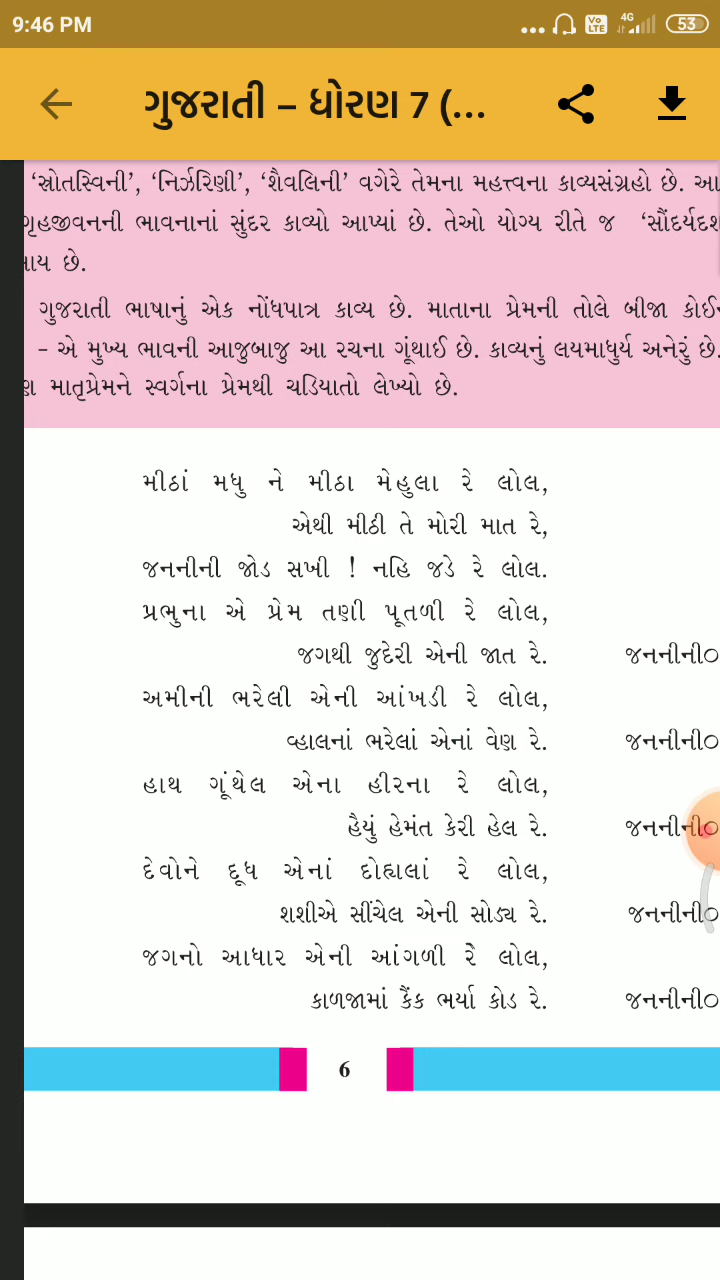 9:46 PM
Vo LTE 4G 53
ગુજરાતી – ધોરણ 7 (...
‘સ્રોતસ્વિની’, ‘નિર્ઝરિણી’, ‘શૈવલિની’ વગેરે તેમના મહત્ત્વના કાવ્યસંગ્રહો છે. આ
ગૃહજીવનની ભાવનાનાં સુંદર કાવ્યો આપ્યાં છે. તેઓ યોગ્ય રીતે જ ‘સૌંદર્યદશ
ાય છે.
ગુજરાતી ભાષાનું એક નોંધપાત્ર કાવ્ય છે. માતાના પ્રેમની તોલે બીજા કોઈન
– એ મુખ્ય ભાવની આજુબાજુ આ રચના ગૂંથાઈ છે. કાવ્યનું લયમાધુર્ય અનેરું છે.
ણ માતૃપ્રેમને સ્વર્ગના પ્રેમથી ચડિયાતો લેખ્યો છે.
મીઠાં મધુ ને મીઠા મેહુલા રે લોલ,
એથી મીઠી તે મોરી માત રે,
જનનીની જોડ સખી ! નહિ જડે રે લોલ.
પ્રભુના એ પ્રેમ તણી પૂતળી રે લોલ,
જગથી જુદેરી એની જાત રે. જનનીની૦
અમીની ભરેલી એની આંખડી રે લોલ,
વ્હાલનાં ભરેલાં એનાં વેણ રે. જનનીની૦
હાથ ગૂંથેલ એના હીરના રે લોલ,
હૈયું હેમંત કેરી હેલ રે. જનનીની૦
દેવોને દૂધ એનાં દોહ્યલાં રે લોલ,
શશીએ સીંચેલ એની સોડ્ય રે. જનનીની૦
જગનો આધાર એની આંગળી રે લોલ,
કાળજામાં કૈંક ભર્યા કોડ રે. જનનીની૦
6